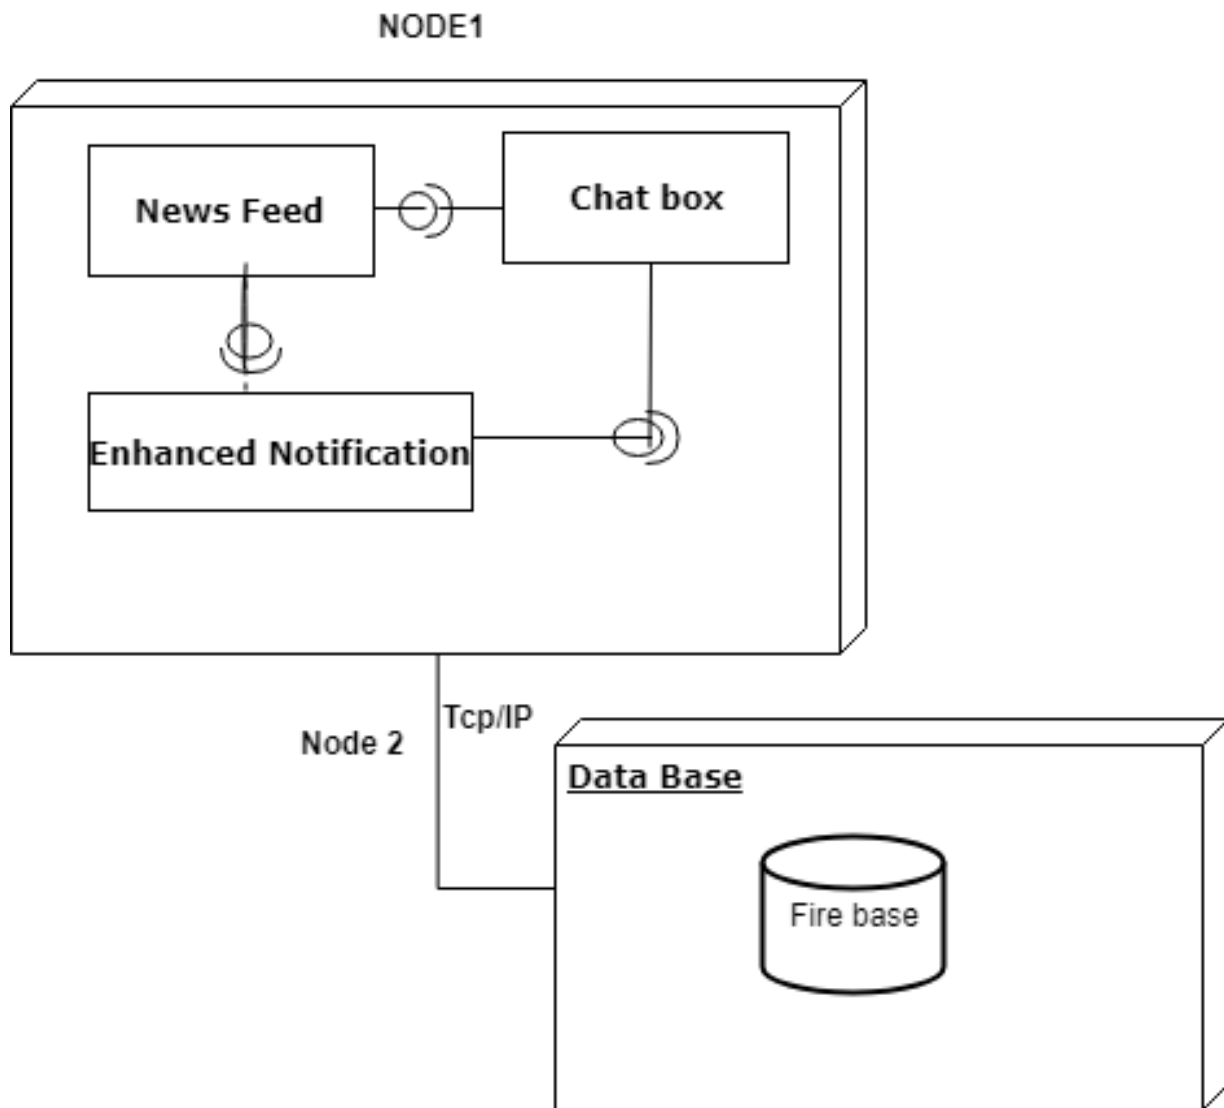 NODE1
News Feed
Chat box
Enhanced Notification
Tcp/IP
Node 2
Data Base
Fire base